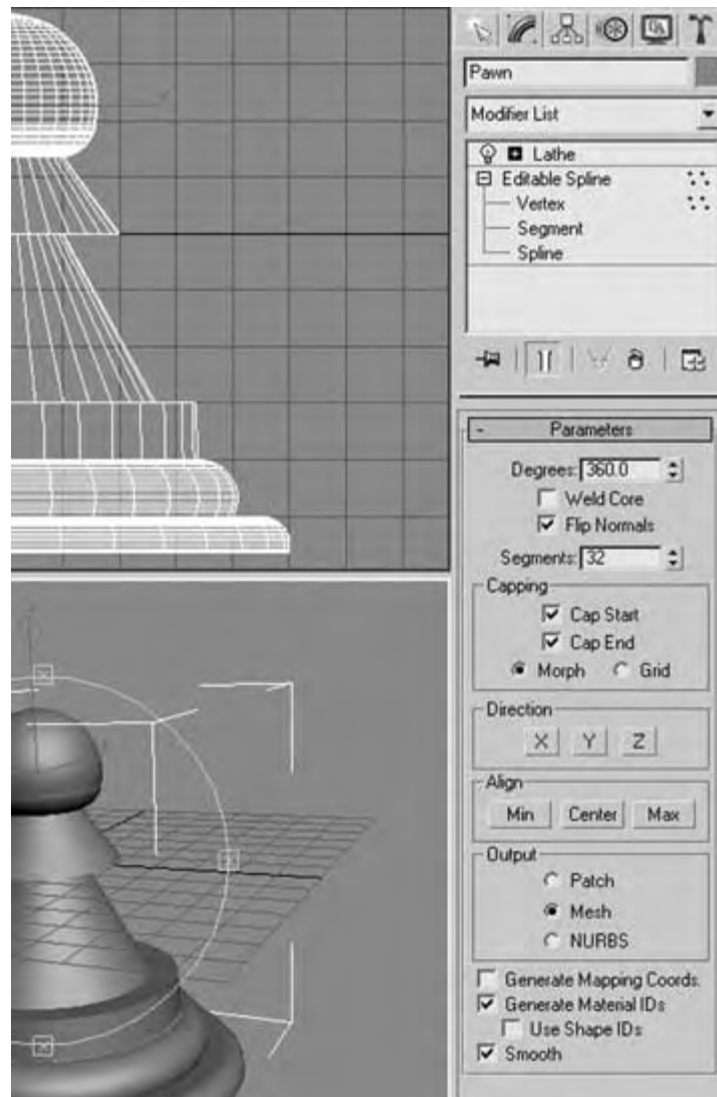 Pawn
Modifier List
Lathe
Editable Spline
Vertex
Segment
Spline
- Parameters
Degrees: 360.0
Weld Core
Flip Normals
Segments: 32
Capping
Cap Start
Cap End
Morph Grid
Direction
X Y Z
Align
Min Center Max
Output
Patch
Mesh
NURBS
Generate Mapping Coords.
Generate Material IDs
Use Shape IDs
Smooth